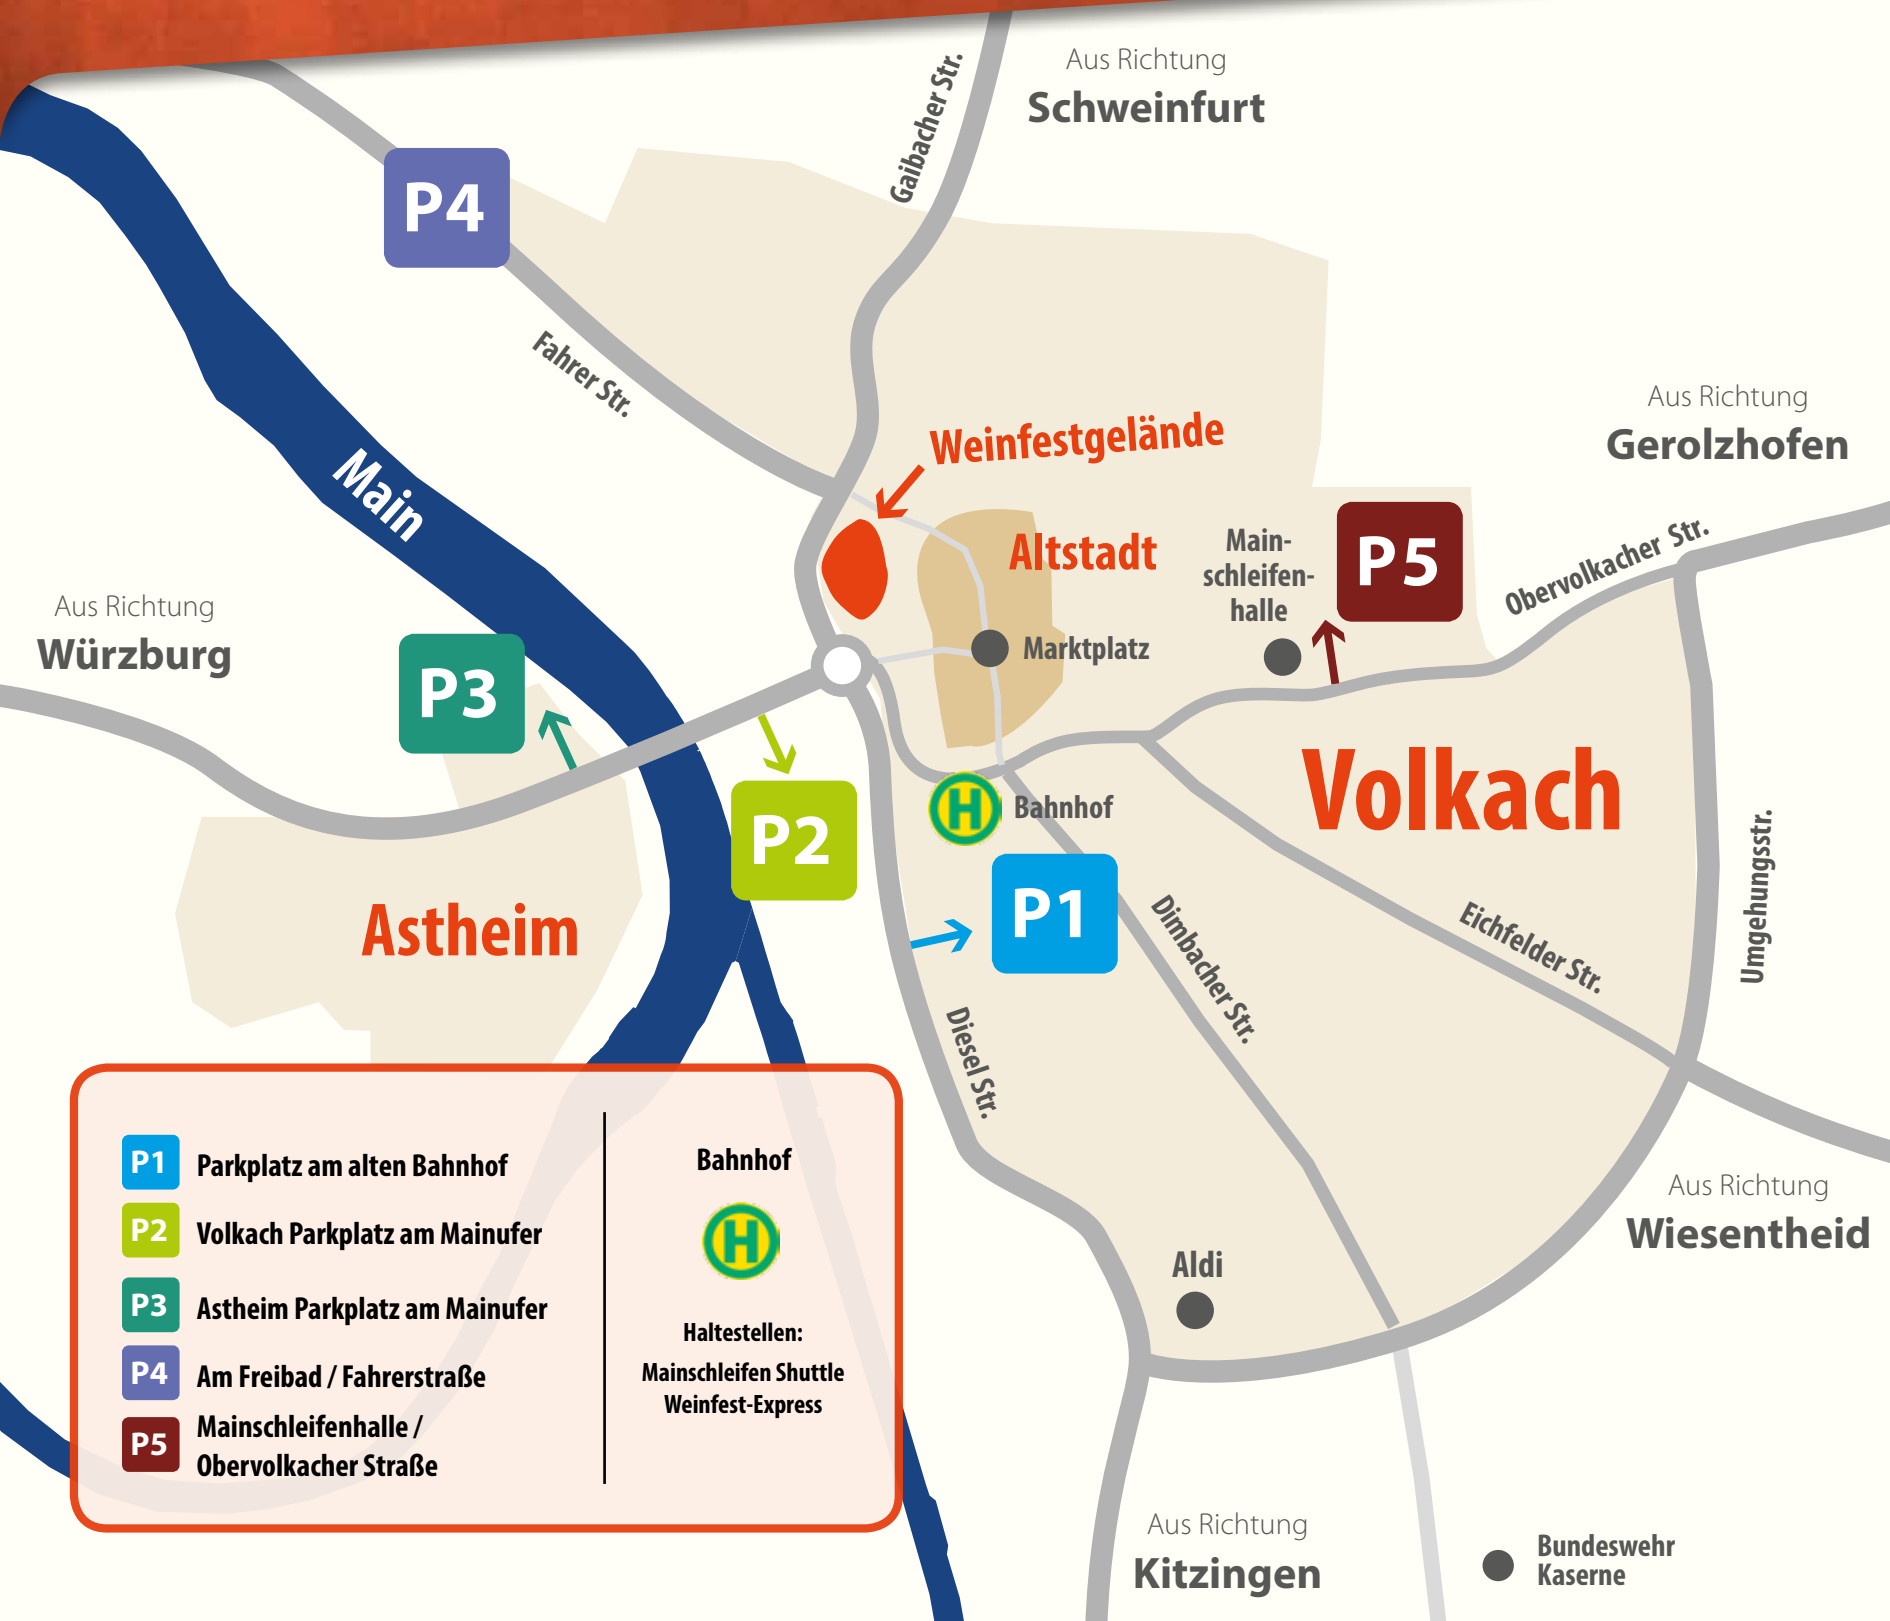 Aus Richtung
Schweinfurt
Gaibacher Str.
P4
Fahrer Str.
Main
Weinfestgelände
Aus Richtung
Gerolzhofen
Altstadt
Main-
schleifen-
halle
P5
Obervolkacher Str.
Aus Richtung
Würzburg
P3
Marktplatz
P2
H
Bahnhof
Volkach
P1
Astheim
Dimbacher Str.
Eichfelder Str.
Umgehungsstr.
Diesel Str.
Aus Richtung
Wiesentheid
Aldi
Aus Richtung
Kitzingen
Bundeswehr
Kaserne
P1 Parkplatz am alten Bahnhof
P2 Volkach Parkplatz am Mainufer
P3 Astheim Parkplatz am Mainufer
P4 Am Freibad / Fahrerstraße
P5 Mainschleifenhalle /
Obervolkacher Straße
Bahnhof
H
Haltestellen:
Mainschleifen Shuttle
Weinfest-Express